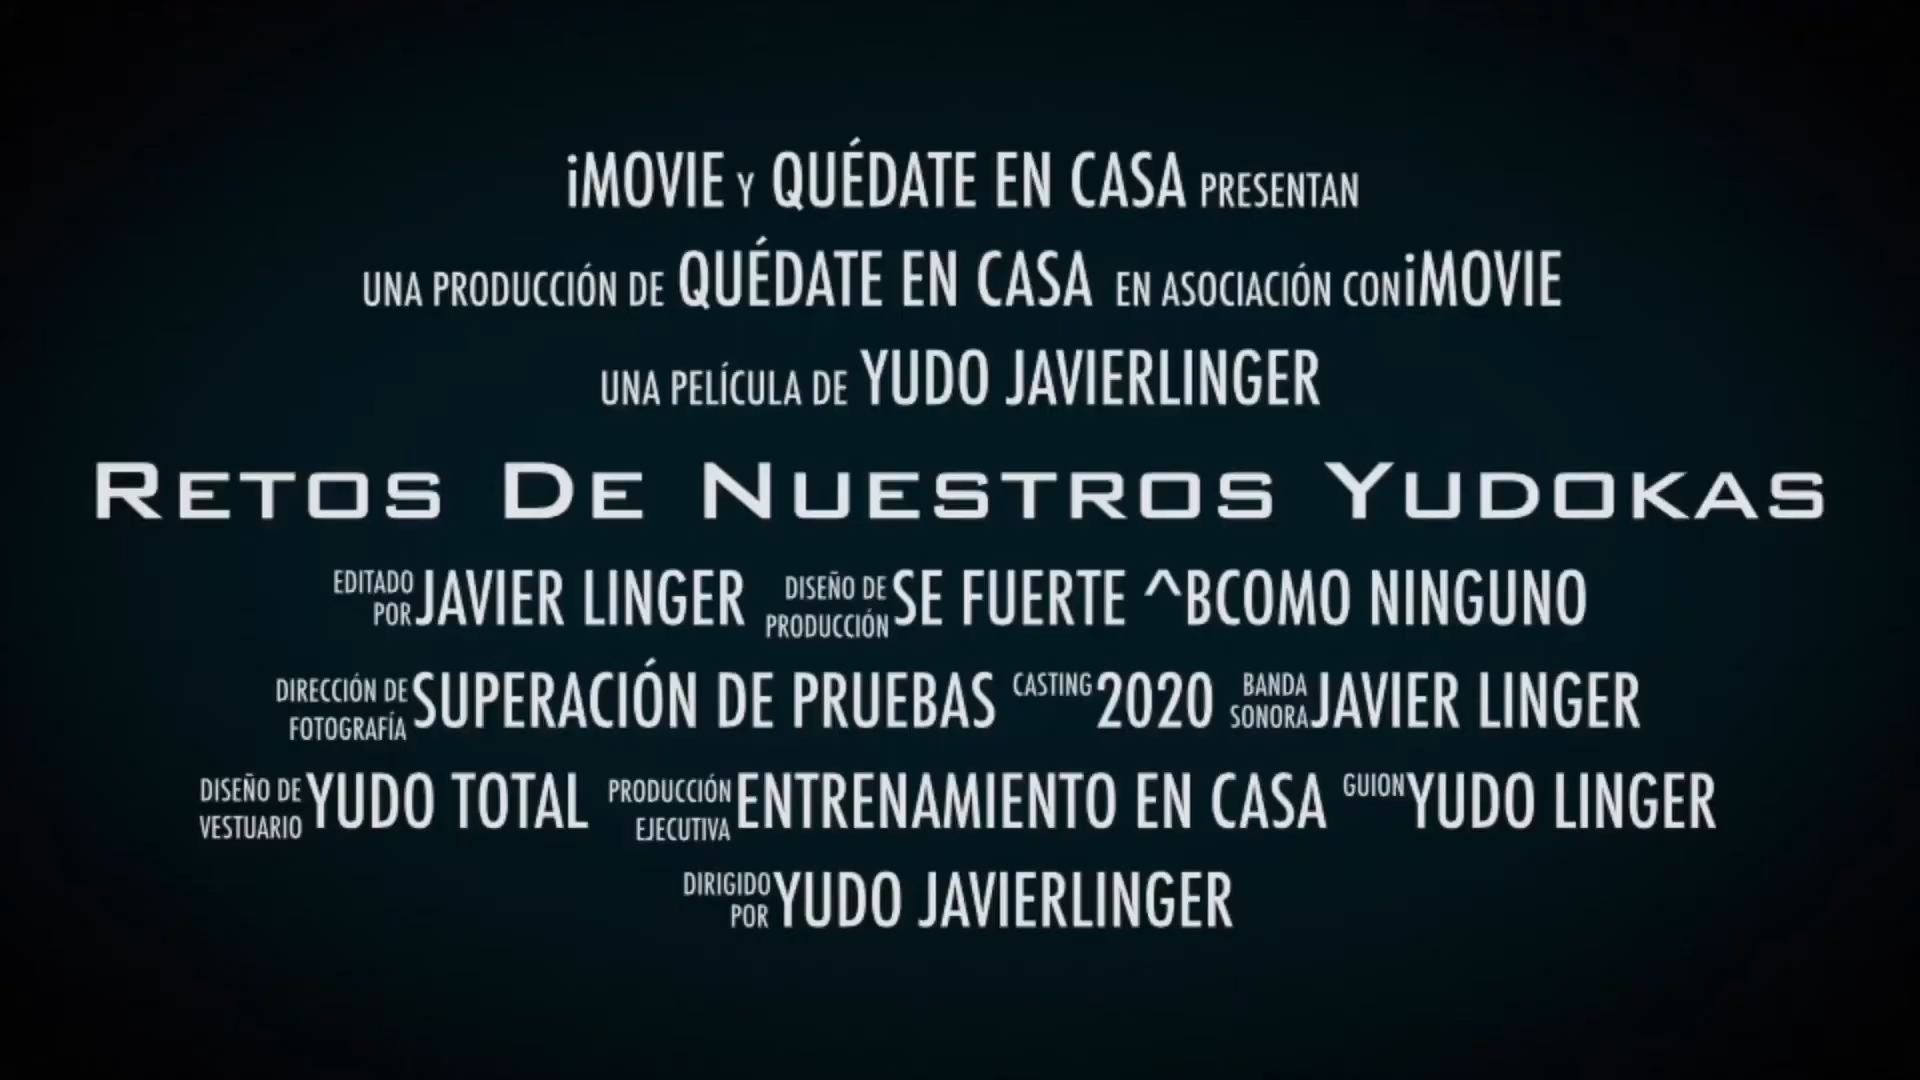 iMOVIE Y QUÉDATE EN CASA PRESENTAN
UNA PRODUCCIÓN DE QUÉDATE EN CASA EN ASOCIACIÓN CON iMOVIE
UNA PELÍCULA DE YUDO JAVIERLINGER
RETOS DE NUESTROS YUDOKAS
EDITADO POR JAVIER LINGER DISEÑO DE PRODUCCIÓN SE FUERTE ^BCOMO NINGUNO
DIRECCIÓN DE FOTOGRAFÍA SUPERACIÓN DE PRUEBAS CASTING 2020 BANDA SONORA JAVIER LINGER
DISEÑO DE VESTUARIO YUDO TOTAL PRODUCCIÓN EJECUTIVA ENTRENAMIENTO EN CASA GUION YUDO LINGER
DIRIGIDO POR YUDO JAVIERLINGER